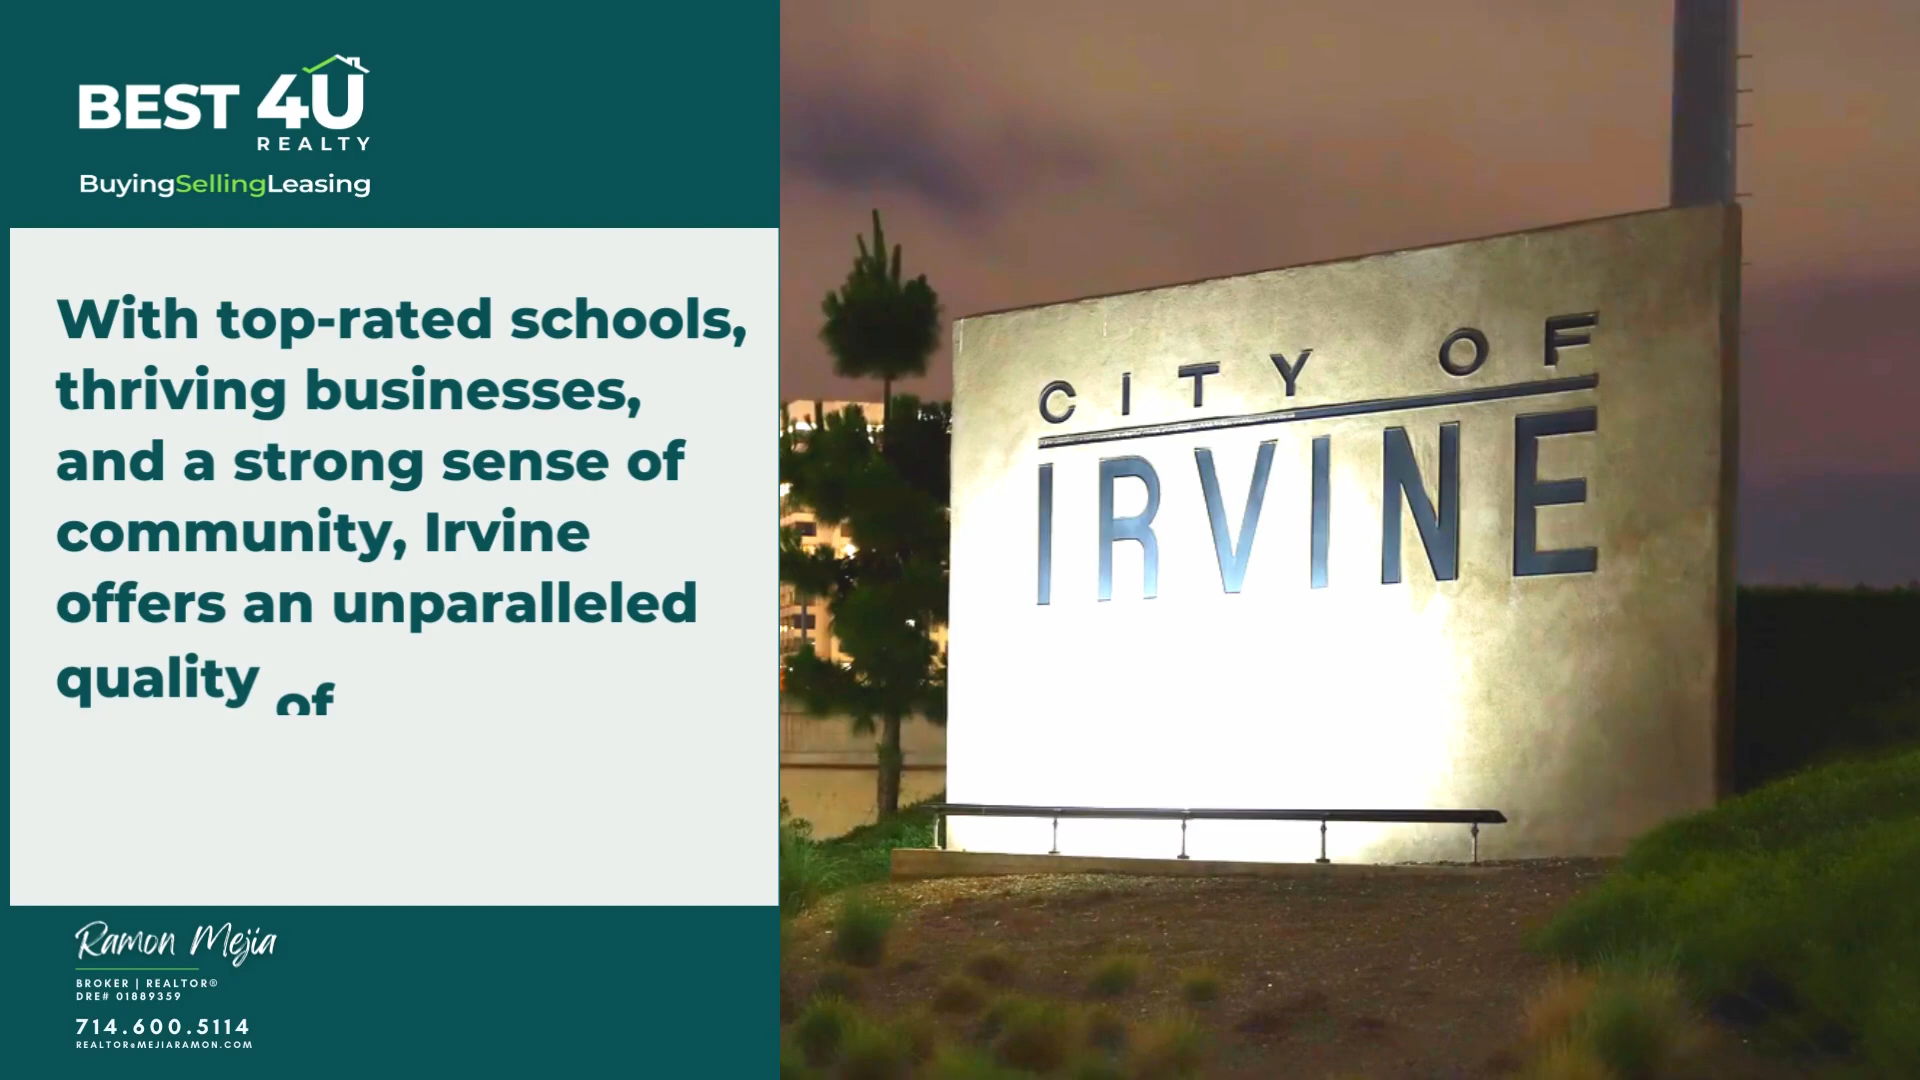 BEST 4U
REALTY
BuyingSellingLeasing
With top-rated schools,
thriving businesses,
and a strong sense of
community, Irvine
offers an unparalleled
quality of
Ramon Mejia
BROKER | REALTOR®
DRE# 01889359
714.600.5114
REALTOR@MEJIARAMON.COM
CITY OF
IRVINE